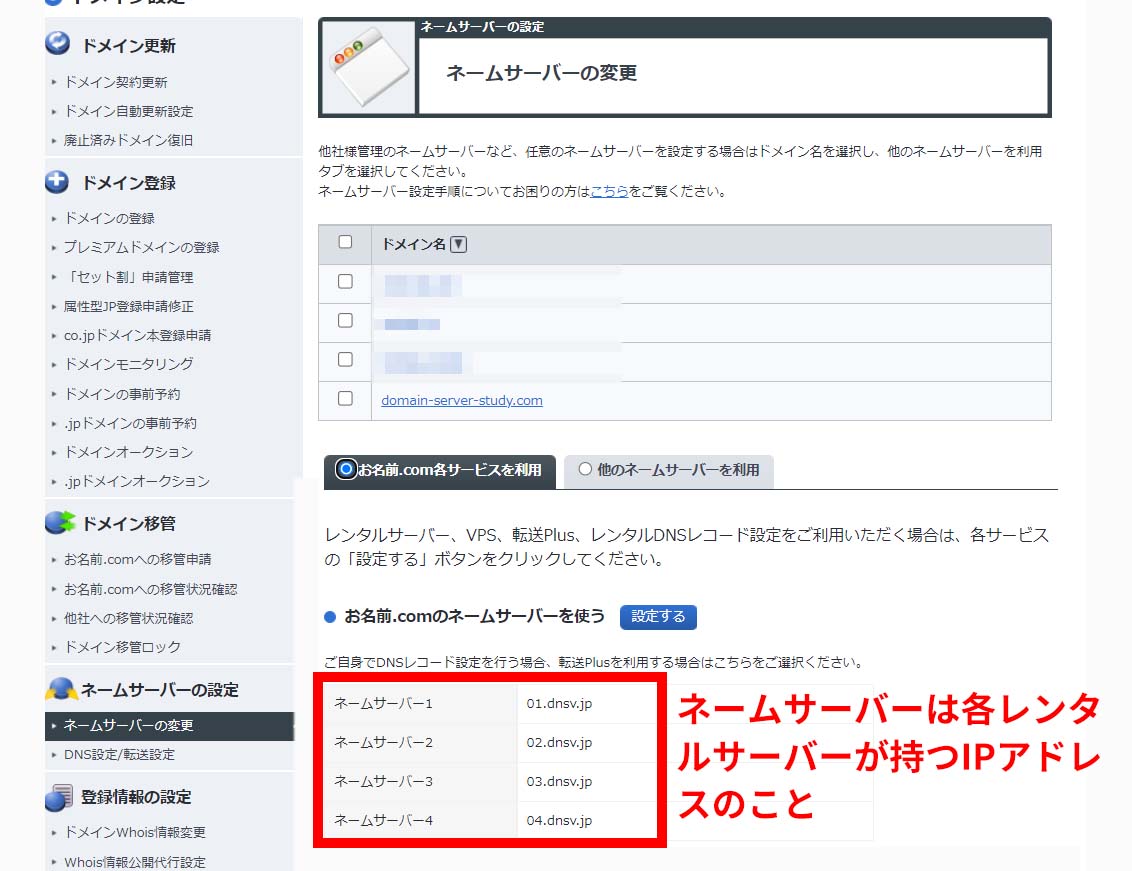 ドメイン設定
ドメイン更新
ドメイン契約更新
ドメイン自動更新設定
廃止済みドメイン復旧
ドメイン登録
ドメインの登録
プレミアムドメインの登録
「セット割」申請管理
属性型JP登録申請修正
co.jpドメイン本登録申請
ドメインモニタリング
ドメインの事前予約
.jpドメインの事前予約
ドメインオークション
.jpドメインオークション
ドメイン移管
お名前.comへの移管申請
お名前.comへの移管状況確認
他社への移管状況確認
ドメイン移管ロック
ネームサーバーの設定
ネームサーバーの変更
DNS設定/転送設定
登録情報の設定
ドメインWhois情報変更
Whois情報公開代行設定
ネームサーバーの設定
ネームサーバーの変更
他社様管理のネームサーバーなど、任意のネームサーバーを設定する場合はドメイン名を選択し、他のネームサーバーを利用
タブを選択してください。
ネームサーバー設定手順についてお困りの方はこちらをご覧ください。
ドメイン名 ▼
domain-server-study.com
お名前.com各サービスを利用 他のネームサーバーを利用
レンタルサーバー、VPS、転送Plus、レンタルDNSレコード設定をご利用いただく場合は、各サービス
の「設定する」ボタンをクリックしてください。
お名前.comのネームサーバーを使う 設定する
ご自身でDNSレコード設定を行う場合、転送Plusを利用する場合はこちらをご選択ください。
ネームサーバー1 01.dnsv.jp
ネームサーバー2 02.dnsv.jp
ネームサーバー3 03.dnsv.jp
ネームサーバー4 04.dnsv.jp
ネームサーバーは各レンタ
ルサーバーが持つIPアドレ
スのこと